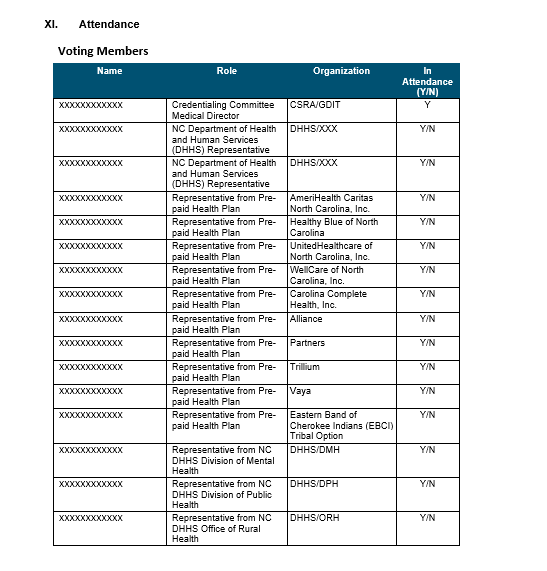 XI. Attendance
Voting Members
Name Role Organization In
Attendance
(Y/N)
XXXXXXXXXXXX Credentialing Committee CSRA/GDIT Y
Medical Director
XXXXXXXXXXXX NC Department of Health DHHS/XXX Y/N
and Human Services
(DHHS) Representative
XXXXXXXXXXXX NC Department of Health DHHS/XXX Y/N
and Human Services
(DHHS) Representative
XXXXXXXXXXXX Representative from Pre- AmeriHealth Caritas Y/N
paid Health Plan North Carolina, Inc.
XXXXXXXXXXXX Representative from Pre- Healthy Blue of North Y/N
paid Health Plan Carolina
XXXXXXXXXXXX Representative from Pre- UnitedHealthcare of Y/N
paid Health Plan North Carolina, Inc.
XXXXXXXXXXXX Representative from Pre- WellCare of North Y/N
paid Health Plan Carolina, Inc.
XXXXXXXXXXXX Representative from Pre- Carolina Complete Y/N
paid Health Plan Health, Inc.
XXXXXXXXXXXX Representative from Pre- Alliance Y/N
paid Health Plan
XXXXXXXXXXXX Representative from Pre- Partners Y/N
paid Health Plan
XXXXXXXXXXXX Representative from Pre- Trillium Y/N
paid Health Plan
XXXXXXXXXXXX Representative from Pre- Vaya Y/N
paid Health Plan
XXXXXXXXXXXX Representative from Pre- Eastern Band of Y/N
paid Health Plan Cherokee Indians (EBCI)
Tribal Option
XXXXXXXXXXXX Representative from NC DHHS/DMH Y/N
DHHS Division of Mental
Health
XXXXXXXXXXXX Representative from NC DHHS/DPH Y/N
DHHS Division of Public
Health
XXXXXXXXXXXX Representative from NC DHHS/ORH Y/N
DHHS Office of Rural
Health